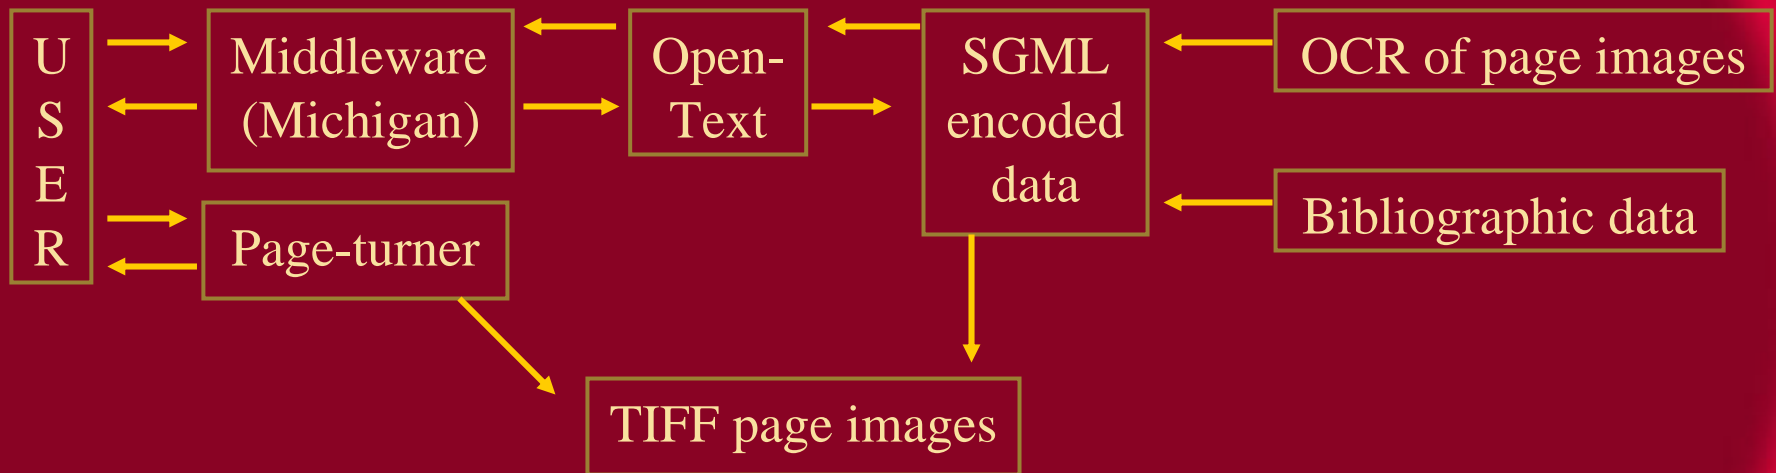 U
S
E
R
Middleware
(Michigan)
Open-
Text
SGML
encoded
data
OCR of page images
Bibliographic data
Page-turner
TIFF page images